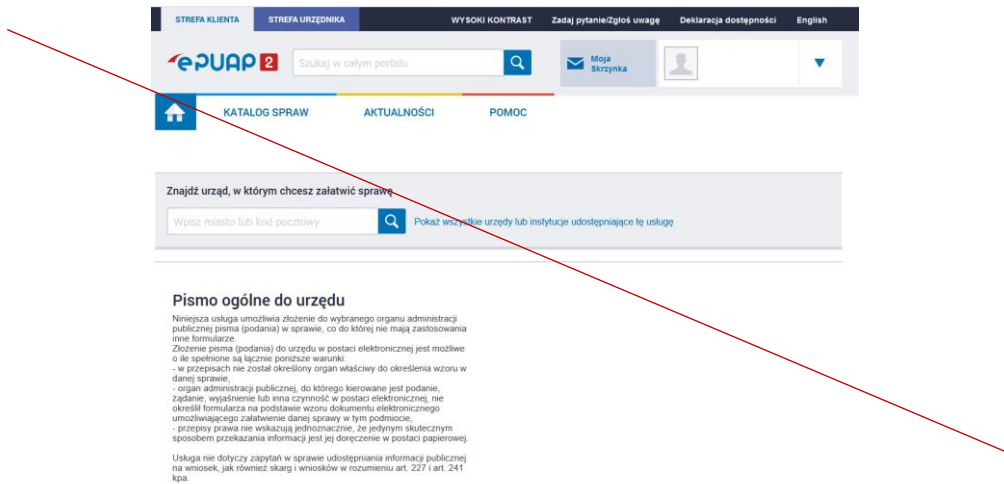 STREFA KLIENTA STREFA URZĘDNIKA WYSOKI KONTRAST Zadaj pytanie/Zgłoś uwagę Deklaracja dostępności English
ePUAP 2 Szukaj w całym portalu Moja
Skrzynka
KATALOG SPRAW AKTUALNOŚCI POMOC
Znajdź urząd, w którym chcesz załatwić sprawę
Wpisz miasto lub kod pocztowy Pokaż wszystkie urzędy lub instytucje udostępniające tę usługę
Pismo ogólne do urzędu
Niniejsza usługa umożliwia złożenie do wybranego organu administracji
publicznej pisma (podania) w sprawie, co do której nie mają zastosowania
inne formularze.
Złożenie pisma (podania) do urzędu w postaci elektronicznej jest możliwe
o ile spełnione są łącznie poniższe warunki:
- w przepisach nie został określony organ właściwy do określenia wzoru w
danej sprawie,
- organ administracji publicznej, do którego kierowane jest podanie,
żądanie, wyjaśnienie lub inna czynność w postaci elektronicznej, nie
określił formularza na podstawie wzoru dokumentu elektronicznego
umożliwiającego załatwienie danej sprawy w tym podmiocie,
- przepisy prawa nie wskazują jednoznacznie, że jedynym skutecznym
sposobem przekazania informacji jest jej doręczenie w postaci papierowej.
Usługa nie dotyczy zapytań w sprawie udostępniania informacji publicznej
na wniosek, jak również skarg i wniosków w rozumieniu art. 227 i art. 241
kpa.